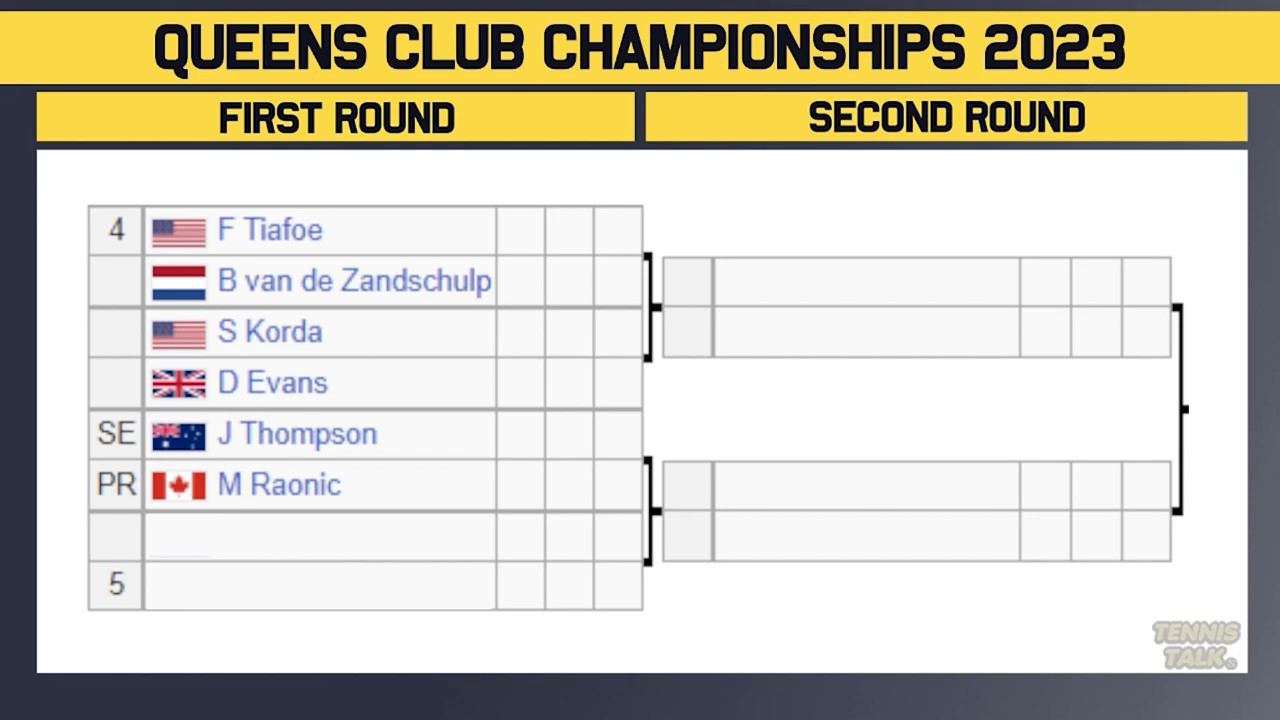 QUEENS CLUB CHAMPIONSHIPS 2023
FIRST ROUND
SECOND ROUND
4 F Tiafoe
B van de Zandschulp
S Korda
D Evans
SE J Thompson
PR M Raonic
5
TENNIS
TALK